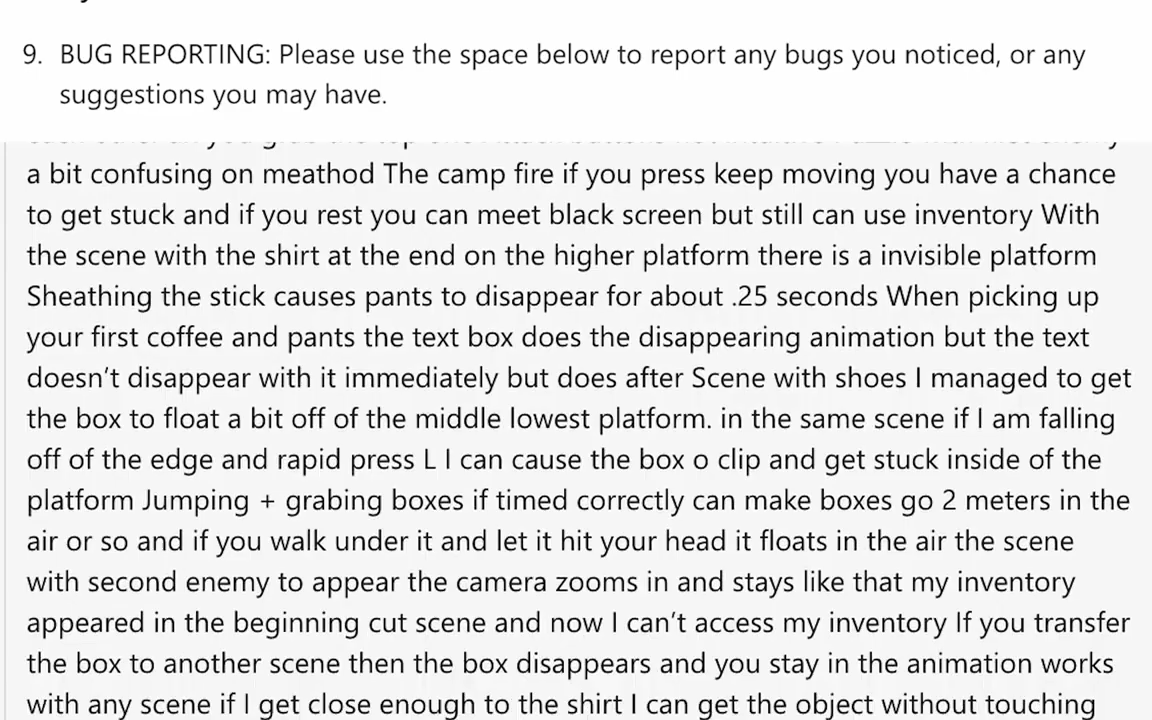 9. BUG REPORTING: Please use the space below to report any bugs you noticed, or any
suggestions you may have.
a bit confusing on meathod The camp fire if you press keep moving you have a chance
to get stuck and if you rest you can meet black screen but still can use inventory With
the scene with the shirt at the end on the higher platform there is a invisible platform
Sheathing the stick causes pants to disappear for about .25 seconds When picking up
your first coffee and pants the text box does the disappearing animation but the text
doesn't disappear with it immediately but does after Scene with shoes I managed to get
the box to float a bit off of the middle lowest platform. in the same scene if I am falling
off of the edge and rapid press L I can cause the box o clip and get stuck inside of the
platform Jumping + grabing boxes if timed correctly can make boxes go 2 meters in the
air or so and if you walk under it and let it hit your head it floats in the air the scene
with second enemy to appear the camera zooms in and stays like that my inventory
appeared in the beginning cut scene and now I can't access my inventory If you transfer
the box to another scene then the box disappears and you stay in the animation works
with any scene if I get close enough to the shirt I can get the object without touching